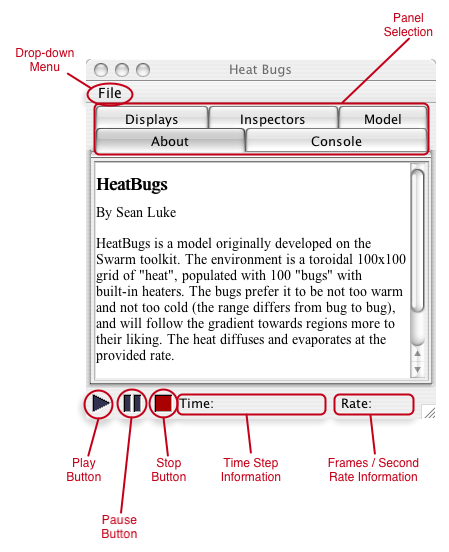 Panel
Selection
Drop-down
Menu
Heat Bugs
File
Displays Inspectors Model
About Console
HeatBugs
By Sean Luke
HeatBugs is a model originally developed on the
Swarm toolkit. The environment is a toroidal 100x100
grid of "heat", populated with 100 "bugs" with
built-in heaters. The bugs prefer it to be not too warm
and not too cold (the range differs from bug to bug),
and will follow the gradient towards regions more to
their liking. The heat diffuses and evaporates at the
provided rate.
Time: Rate:
Play
Button
Stop
Button
Time Step
Information
Frames / Second
Rate Information
Pause
Button